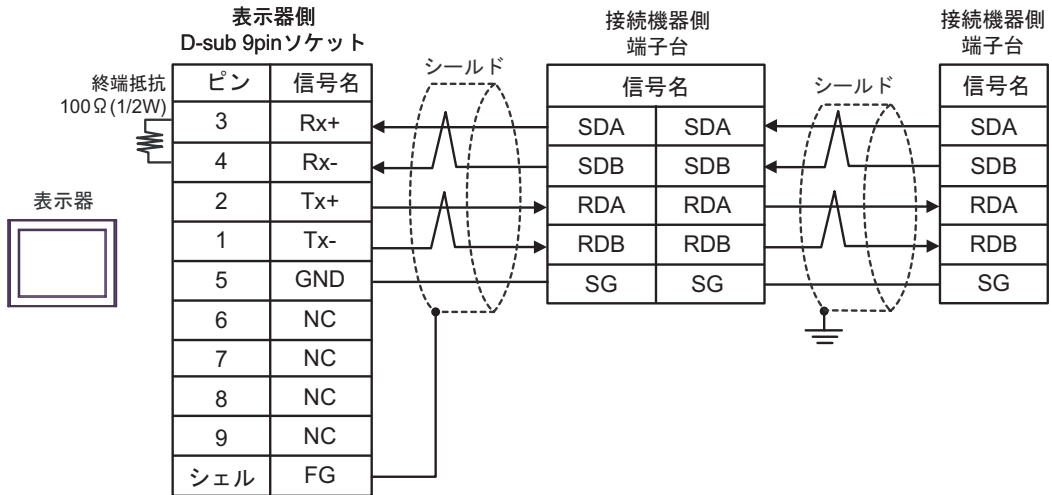 表示器側
D-sub 9pinソケット
接続機器側
端子台
接続機器側
端子台
終端抵抗
100Ω(1/2W)
ピン 信号名
シールド
信号名
シールド
信号名
3 Rx+
SDA SDA
SDA
4 Rx-
SDB SDB
SDB
表示器
2 Tx+
RDA RDA
RDA
1 Tx-
RDB RDB
RDB
5 GND
SG SG
SG
6 NC
7 NC
8 NC
9 NC
シェル FG